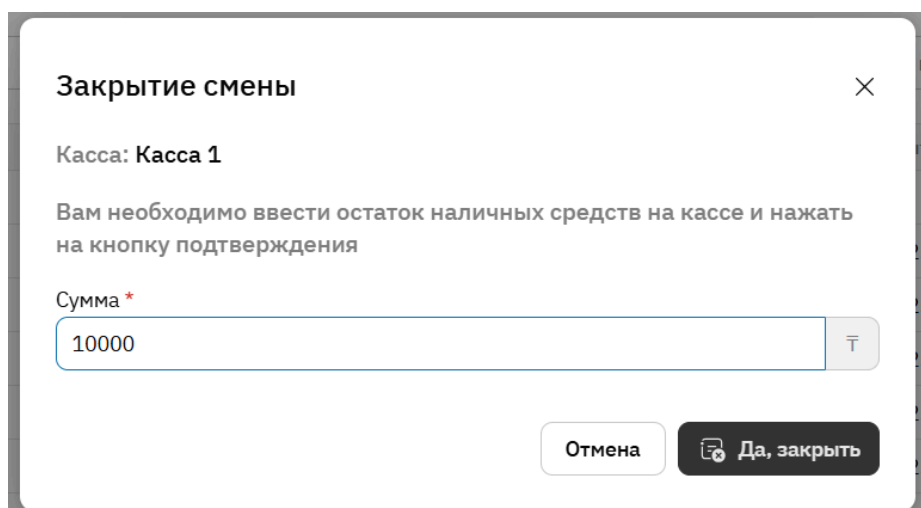 Закрытие смены
Касса: Касса 1
Вам необходимо ввести остаток наличных средств на кассе и нажать
на кнопку подтверждения
Сумма *
10000 ₸
Отмена Да, закрыть